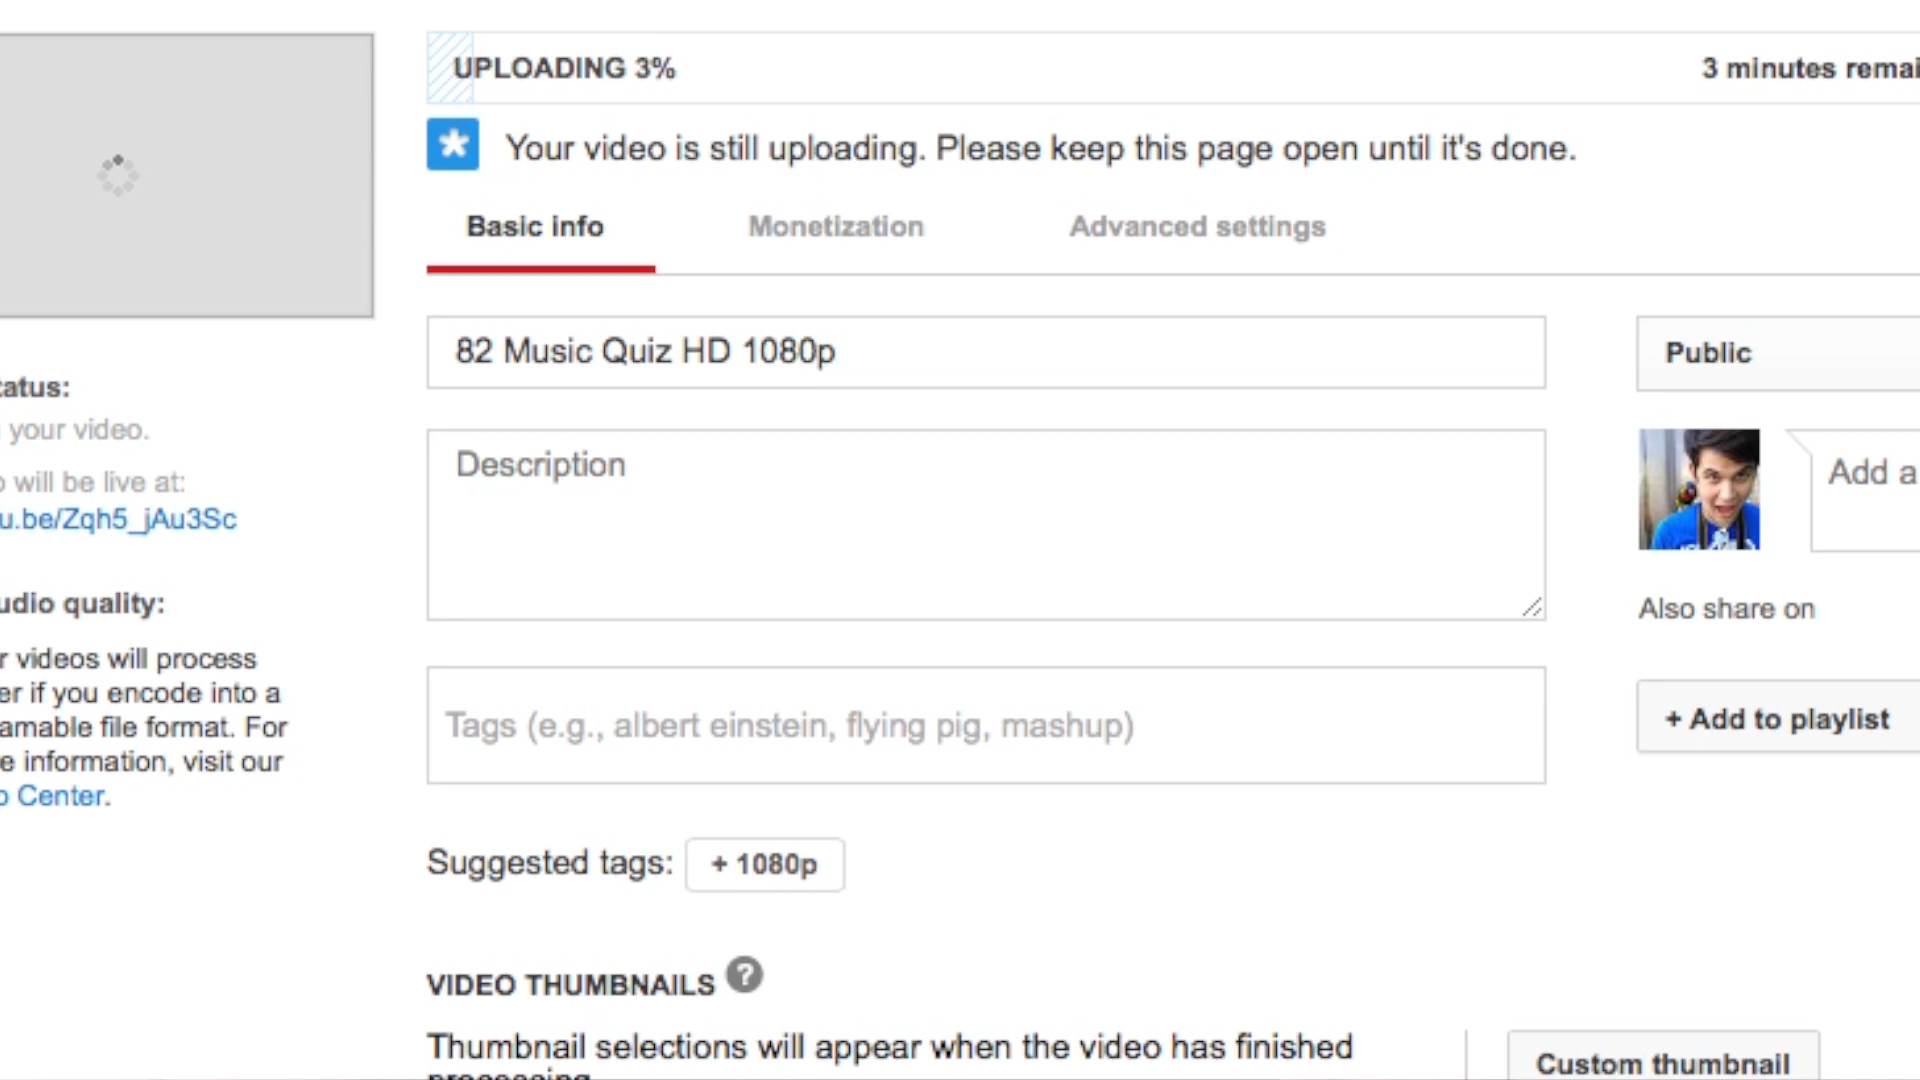 UPLOADING 3%
3 minutes remai
Your video is still uploading. Please keep this page open until it's done.
Basic info
Monetization
Advanced settings
82 Music Quiz HD 1080p
Public
Description
Add a
Also share on
Tags (e.g., albert einstein, flying pig, mashup)
+ Add to playlist
Suggested tags:
+ 1080p
VIDEO THUMBNAILS ?
Thumbnail selections will appear when the video has finished
processing.
Custom thumbnail
tatus:
your video.
o will be live at:
u.be/Zqh5_jAu3Sc
udio quality:
r videos will process
er if you encode into a
amable file format. For
e information, visit our
p Center.